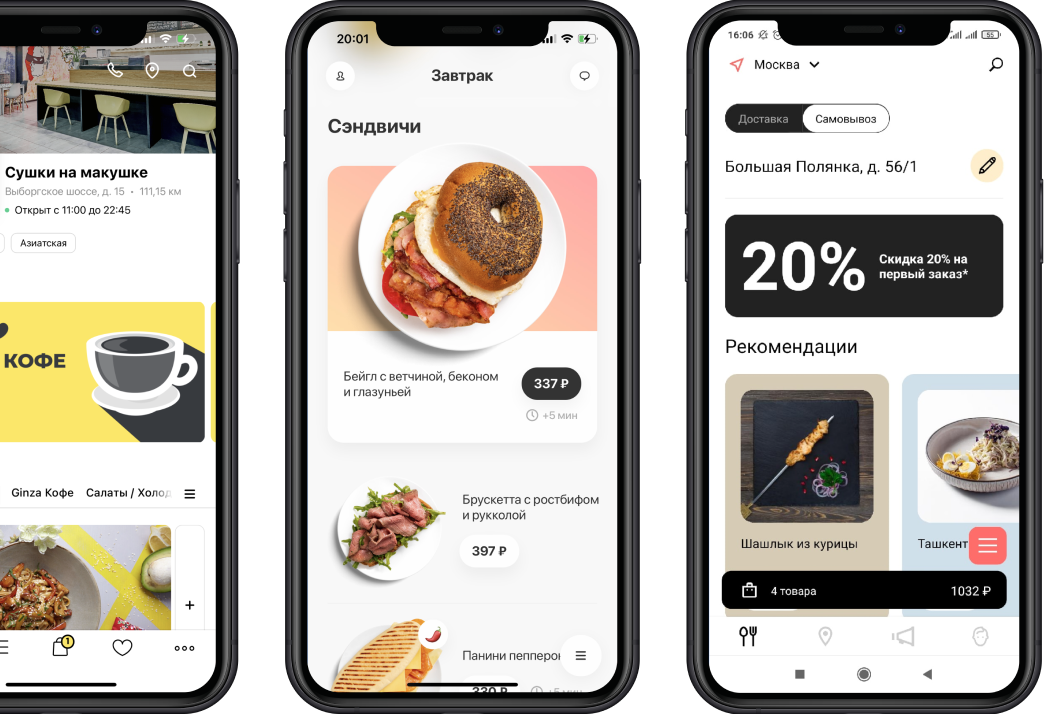 Сушки на макушке
Выборгское шоссе, д. 15 • 111,15 км
Открыт с 11:00 до 22:45
Азиатская
КОФЕ
Ginza Кофе
Салаты / Холод
+
1
20:01
Завтрак
Сэндвичи
Бейгл с ветчиной, беконом
и глазуньей
337 ₽
+5 мин
Брускетта с ростбифом
и рукколой
397 ₽
Панини пепперон
330 ₽
+5 мин
16:06
55
Москва
Доставка
Самовывоз
Большая Полянка, д. 56/1
20%
Скидка 20% на
первый заказ*
Рекомендации
Шашлык из курицы
Ташкент
4 товара
1032 ₽